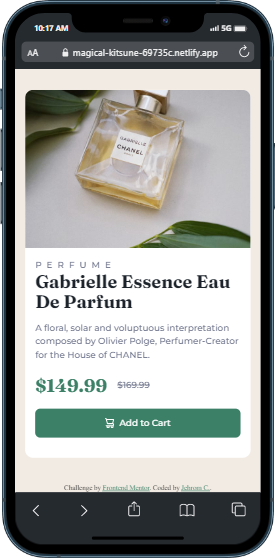 10:17 AM
5G
AA magical-kitsune-69735c.netlify.app
GABRIELLE
CHANEL
PERFUME
Gabrielle Essence Eau
De Parfum
A floral, solar and voluptuous interpretation
composed by Olivier Polge, Perfumer-Creator
for the House of CHANEL.
$149.99 $169.99
Add to Cart
Challenge by Frontend Mentor. Coded by Jehrom C..